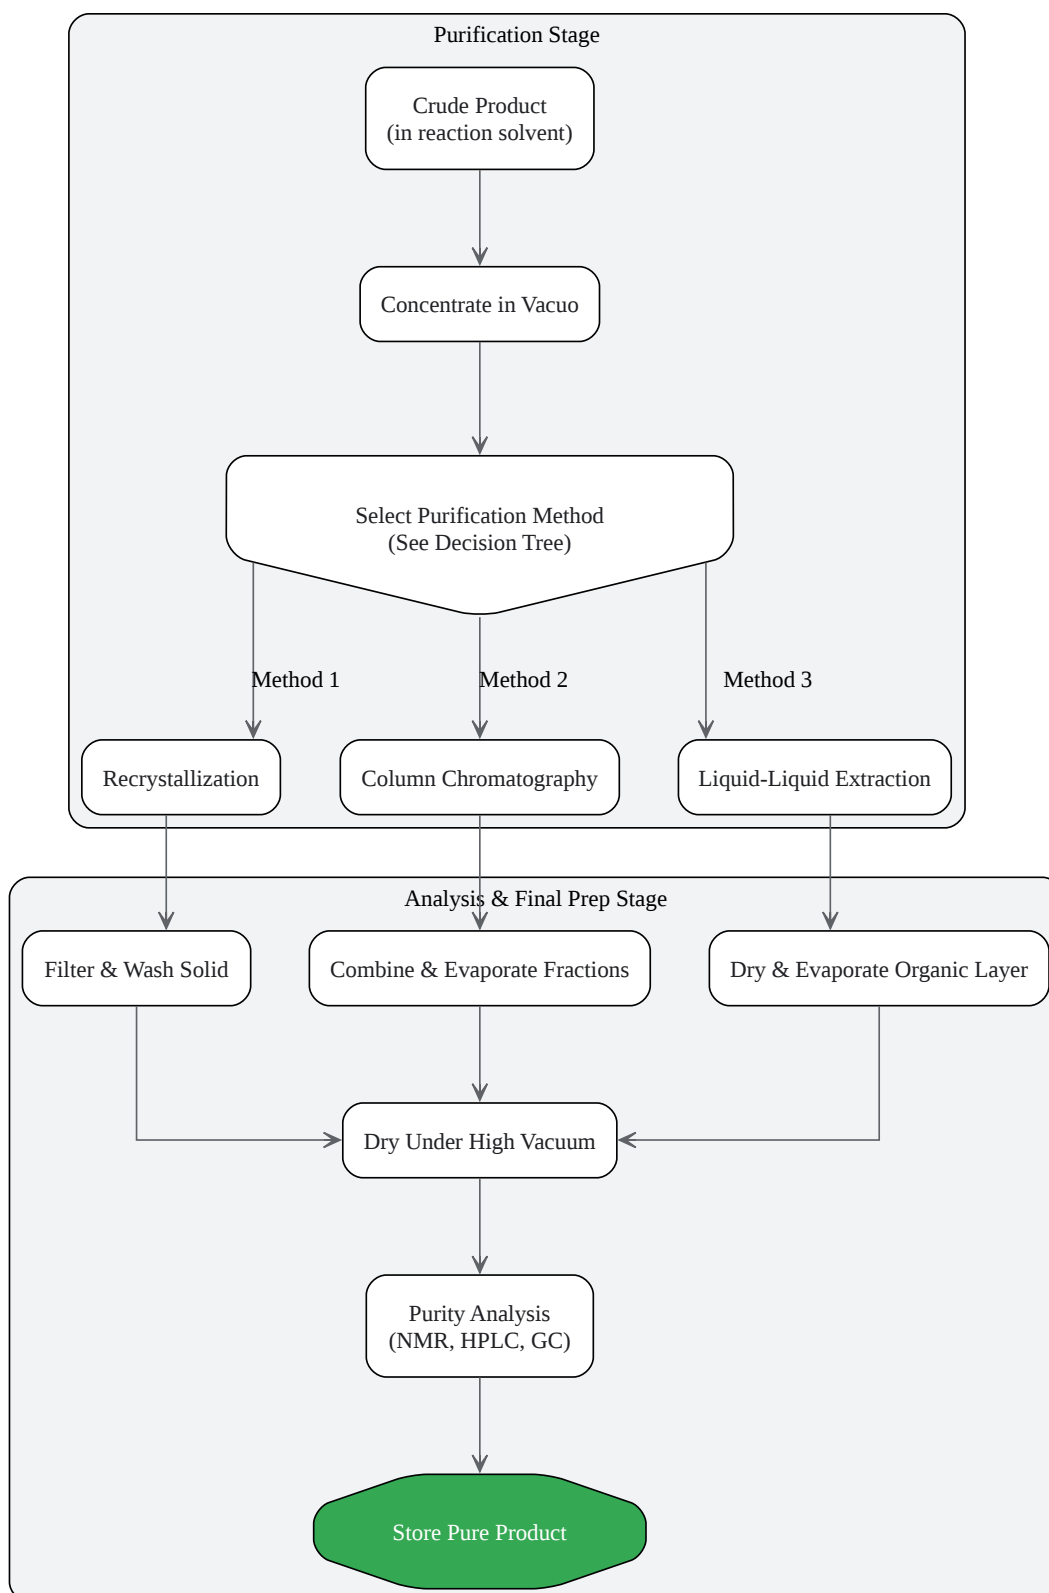 Purification Stage
Crude Product
(in reaction solvent)
Concentrate in Vacuo
Select Purification Method
(See Decision Tree)
Method 1
Method 2
Method 3
Recrystallization
Column Chromatography
Liquid-Liquid Extraction
Analysis & Final Prep Stage
Filter & Wash Solid
Combine & Evaporate Fractions
Dry & Evaporate Organic Layer
Dry Under High Vacuum
Purity Analysis
(NMR, HPLC, GC)
Store Pure Product